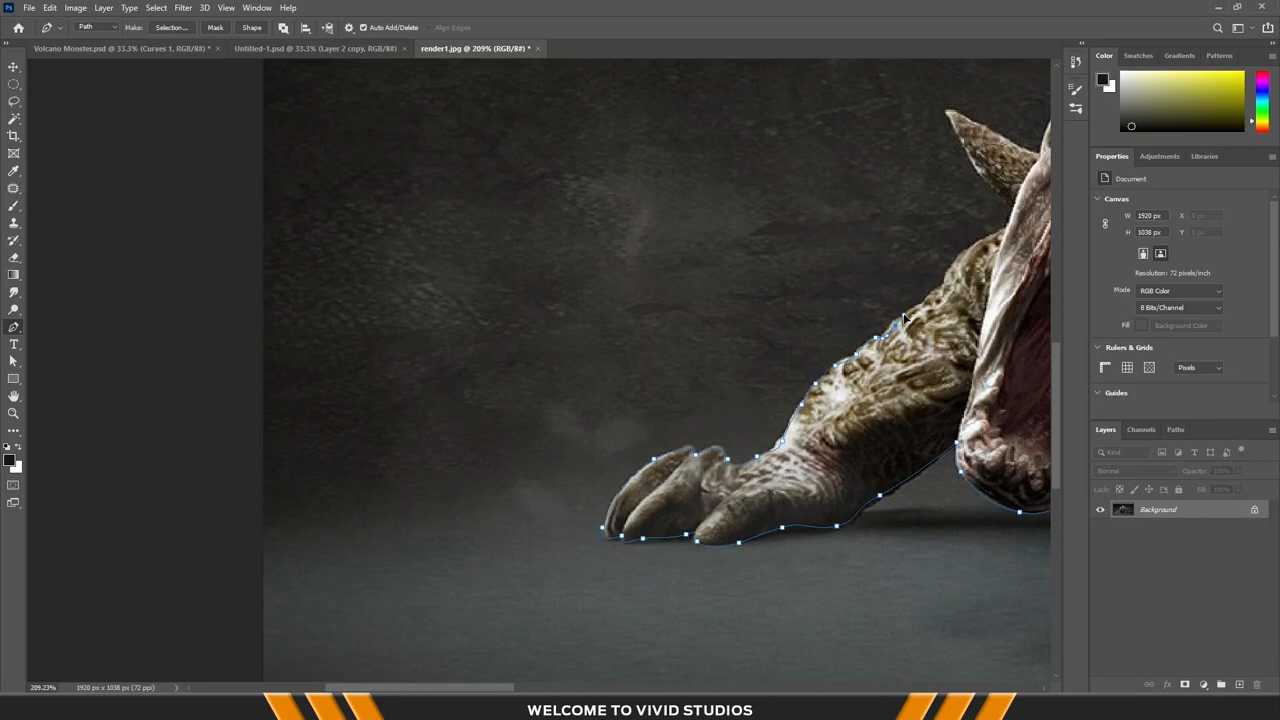 Ps File Edit Image Layer Type Select Filter 3D View Window Help
Path Make: Selection... Mask Shape Auto Add/Delete Align Edges
Volcano Monster.psd @ 33.3% (Curves 1, RGB/8#) * × Untitled-1.psd @ 33.3% (Layer 2 copy, RGB/8#) × render1.jpg @ 209% (RGB/8#) * ×
Color Swatches Gradients Patterns
Properties Adjustments Libraries
Document
Canvas
W 1920 px X 0 px
H 1038 px Y 0 px
Resolution: 72 pixels/inch
Mode RGB Color
8 Bits/Channel
Fill Background Color
Rulers & Grids
Pixels
Guides
Layers Channels Paths
Kind
Normal Opacity: 100%
Lock: Fill: 100%
Background
209.23% 1920 px x 1038 px (72 ppi)
WELCOME TO VIVID STUDIOS